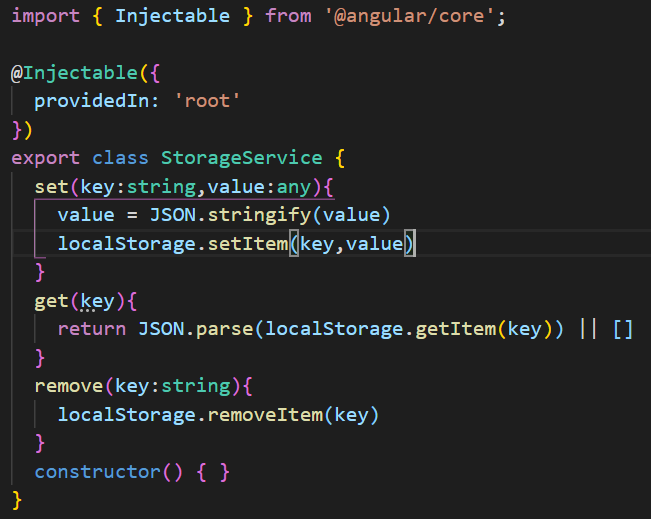 import { Injectable } from '@angular/core';

@Injectable({
  providedIn: 'root'
})
export class StorageService {
  set(key:string,value:any){
    value = JSON.stringify(value)
    localStorage.setItem(key,value)
  }
  get(key){
    return JSON.parse(localStorage.getItem(key)) || []
  }
  remove(key:string){
    localStorage.removeItem(key)
  }
  constructor() { }
}